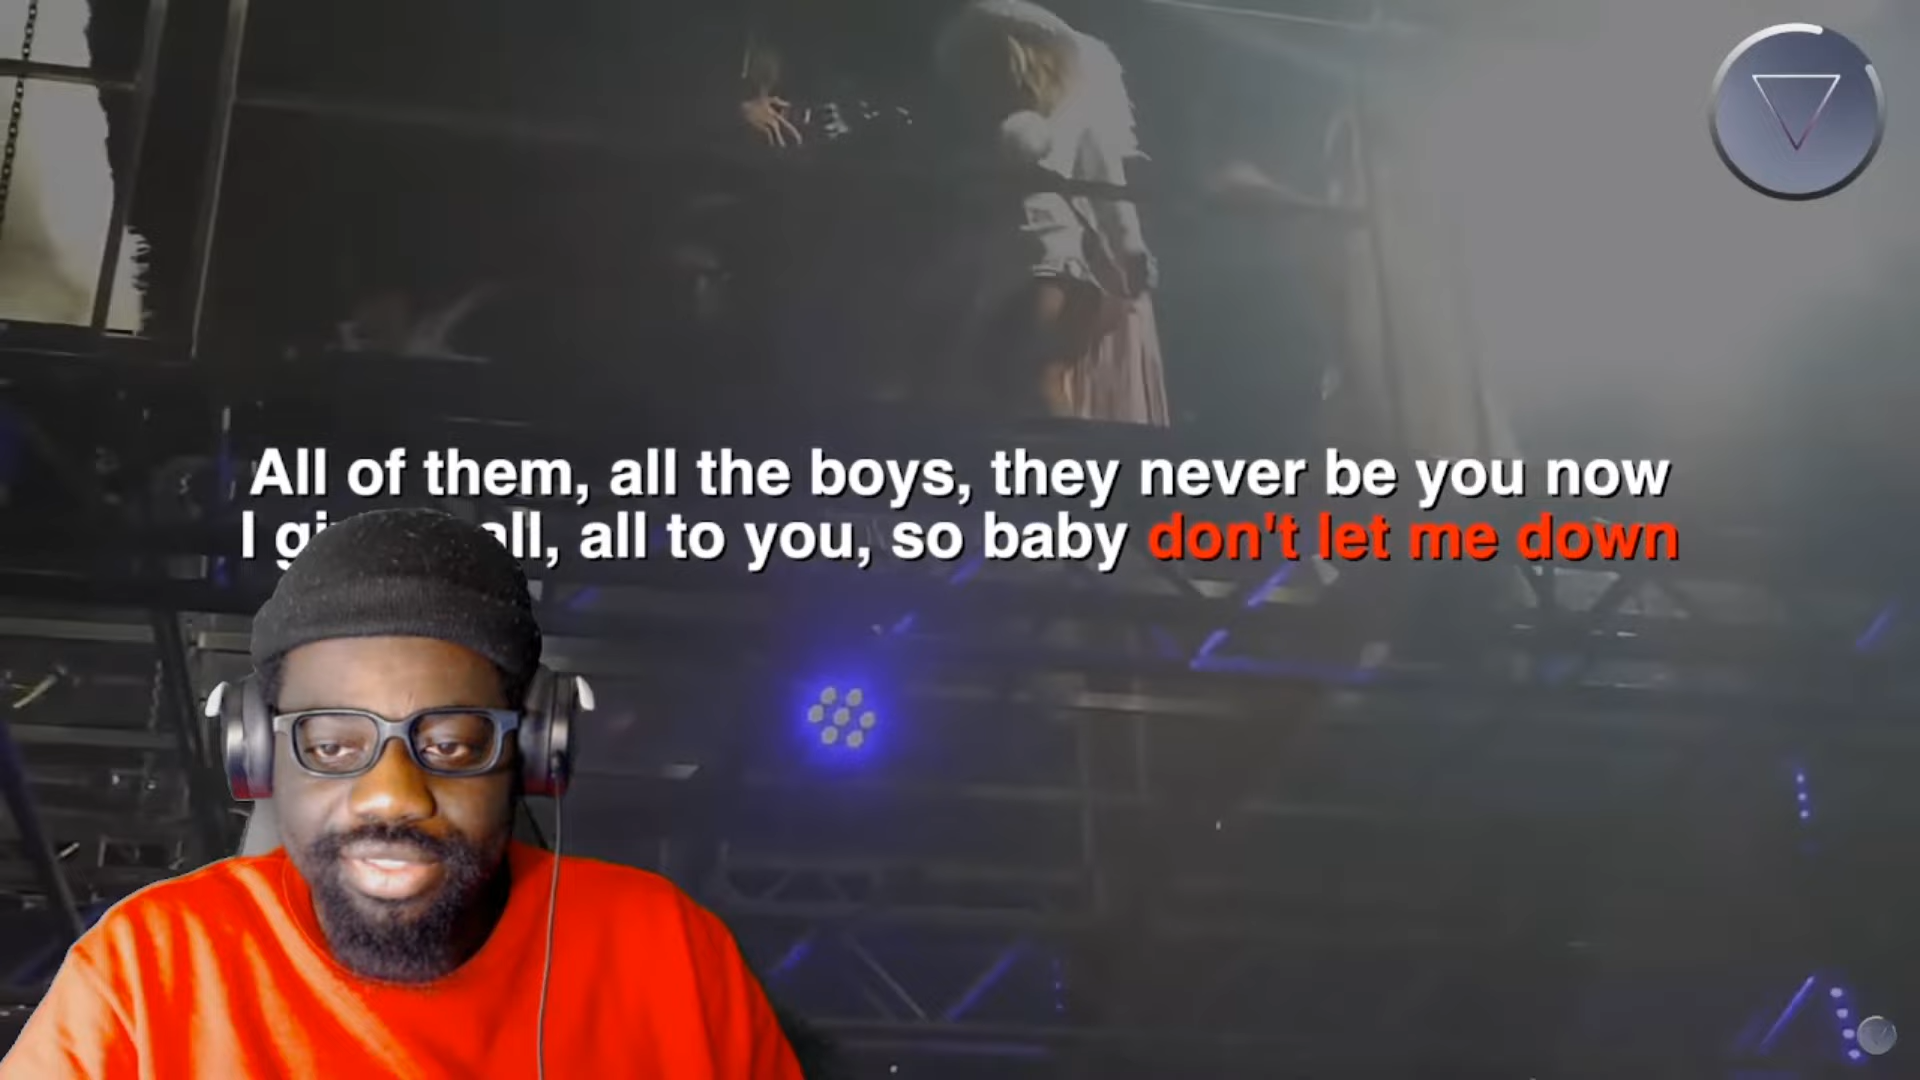 All of them, all the boys, they never be you now
I all, all to you, so baby don't let me down